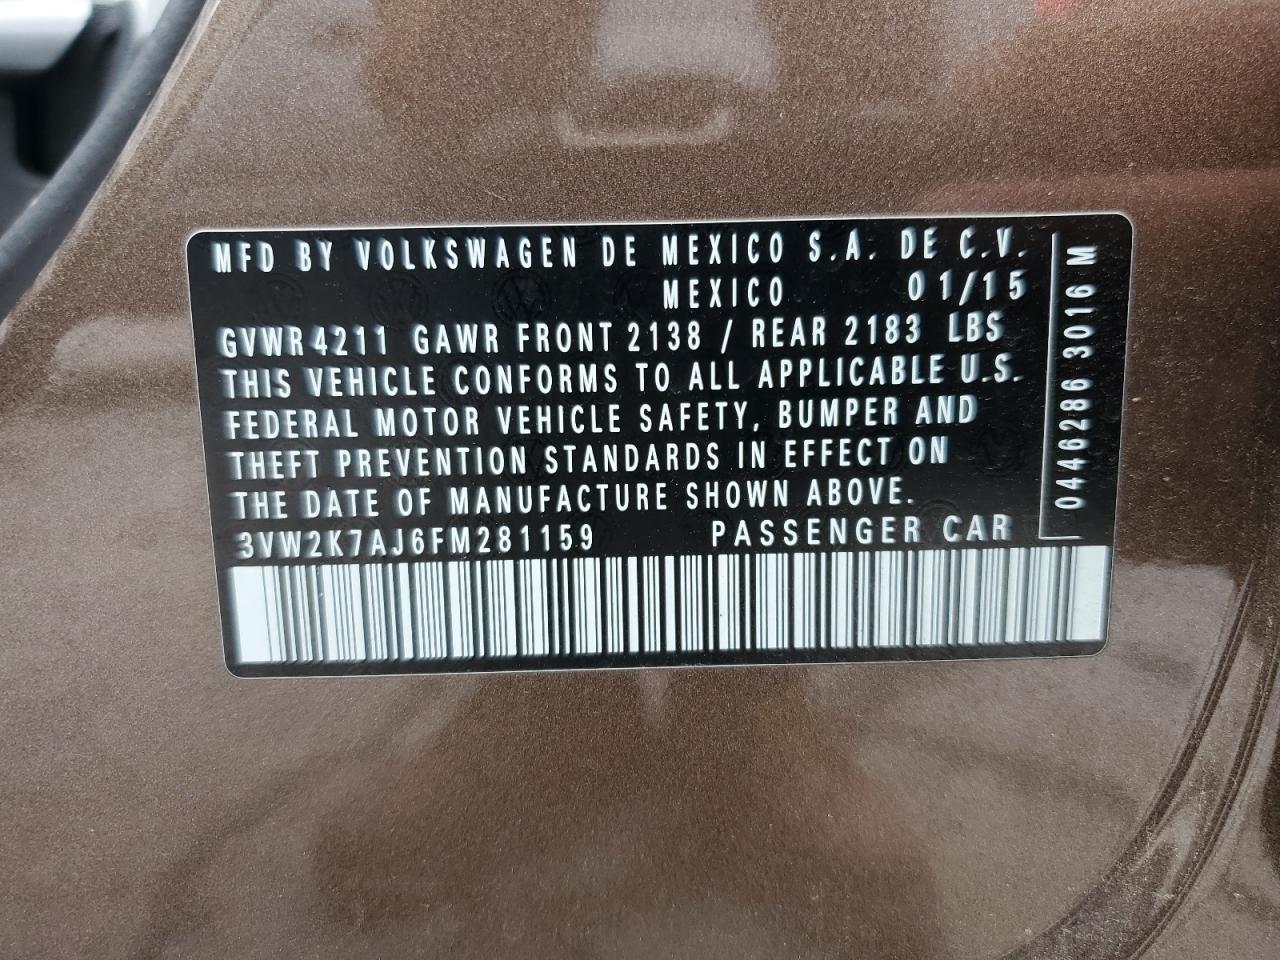 MFD BY VOLKSWAGEN DE MEXICO S.A. DE C.V.
MEXICO 01/15
GVWR 4211 GAWR FRONT 2138 / REAR 2183 LBS
THIS VEHICLE CONFORMS TO ALL APPLICABLE U.S.
FEDERAL MOTOR VEHICLE SAFETY, BUMPER AND
THEFT PREVENTION STANDARDS IN EFFECT ON
THE DATE OF MANUFACTURE SHOWN ABOVE.
3VW2K7AJ6FM281159 PASSENGER CAR
0446286 3016 M